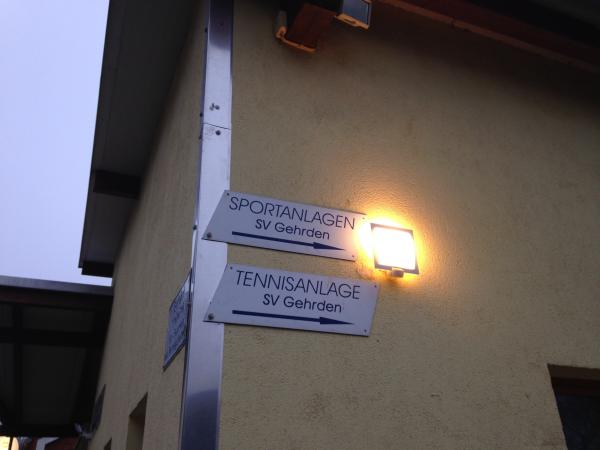 SPORTANLAGEN
SV Gehrden
TENNISANLAGE
SV Gehrden